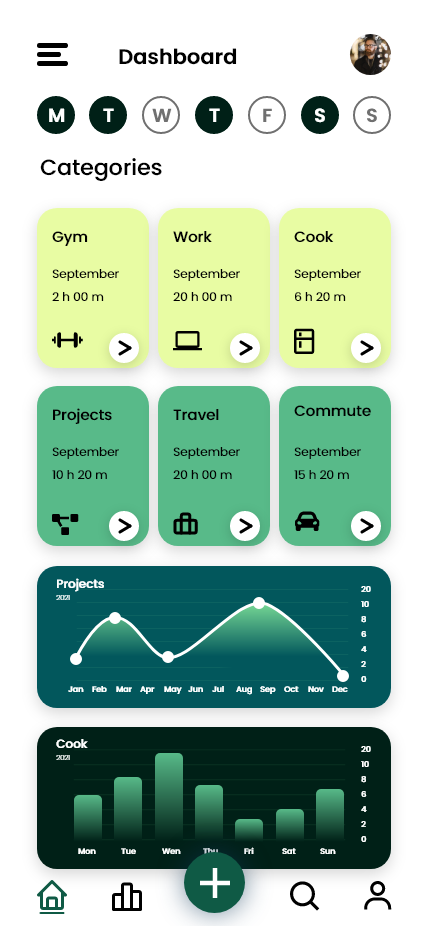 Dashboard
M T W T F S S
Categories
Gym
September
2 h 00 m
Work
September
20 h 00 m
Cook
September
6 h 20 m
Projects
September
10 h 20 m
Travel
September
20 h 00 m
Commute
September
15 h 20 m
Projects
2021
20
10
8
6
4
2
0
Jan Feb Mar Apr May Jun Jul Aug Sep Oct Nov Dec
Cook
2021
20
10
8
6
4
2
0
Mon Tue Wen Thu Fri Sat Sun